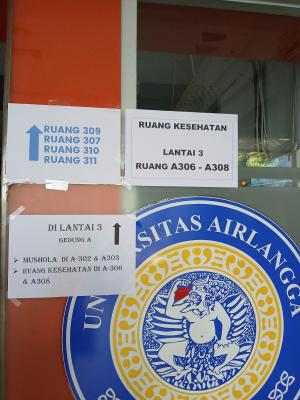 RUANG 309
RUANG 307
RUANG 310
RUANG 311
RUANG KESEHATAN
LANTAI 3
RUANG A306 - A308
DI LANTAI 3
GEDUNG A
➢ MUSHOLA DI A-302 & A303
➢ RUANG KESEHATAN DI A-306
& A308
UNIVERSITAS AIRLANGGA